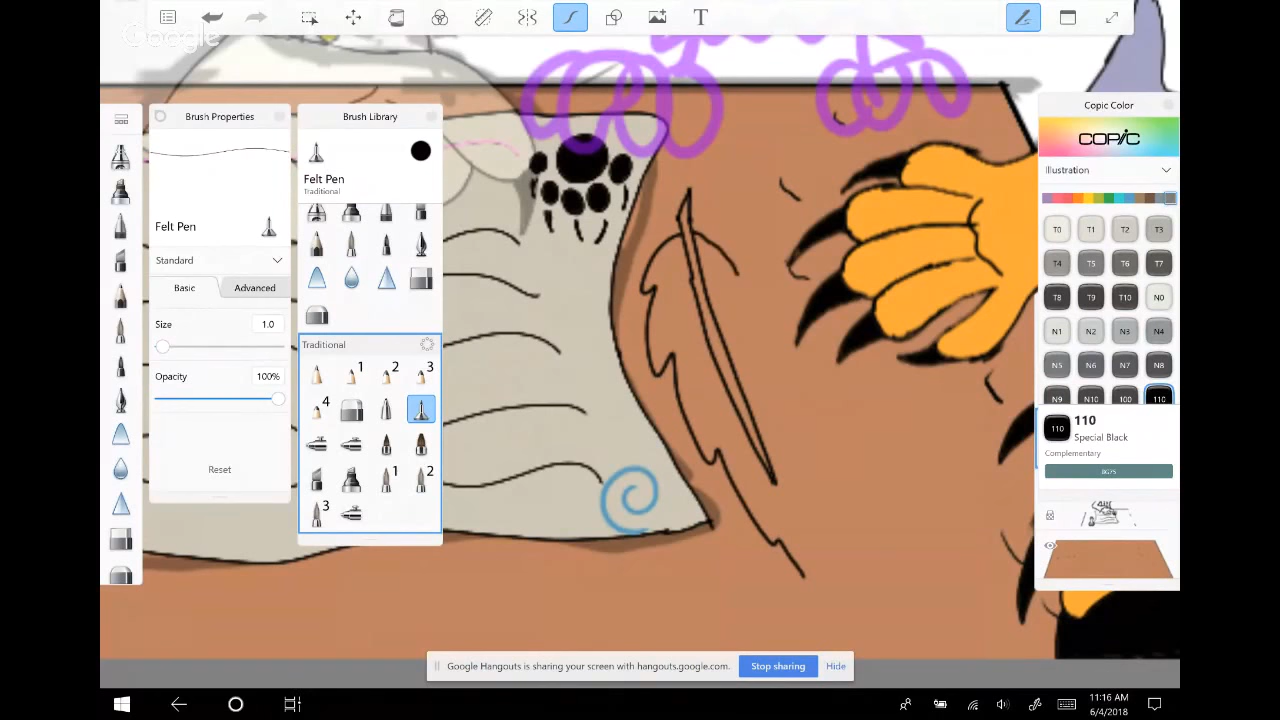 Google
T
Brush Properties
Felt Pen
Standard
Basic
Advanced
Size
1.0
Opacity
100%
Reset
Brush Library
Felt Pen
Traditional
Traditional
1
2
3
4
1
2
3
Copic Color
COPIC
Illustration
T0 T1 T2 T3
T4 T5 T6 T7
T8 T9 T10 N0
N1 N2 N3 N4
N5 N6 N7 N8
N9 N10 100 110
110
110
Special Black
Complementary
BG75
Google Hangouts is sharing your screen with hangouts.google.com.
Stop sharing
Hide
11:16 AM
6/4/2018